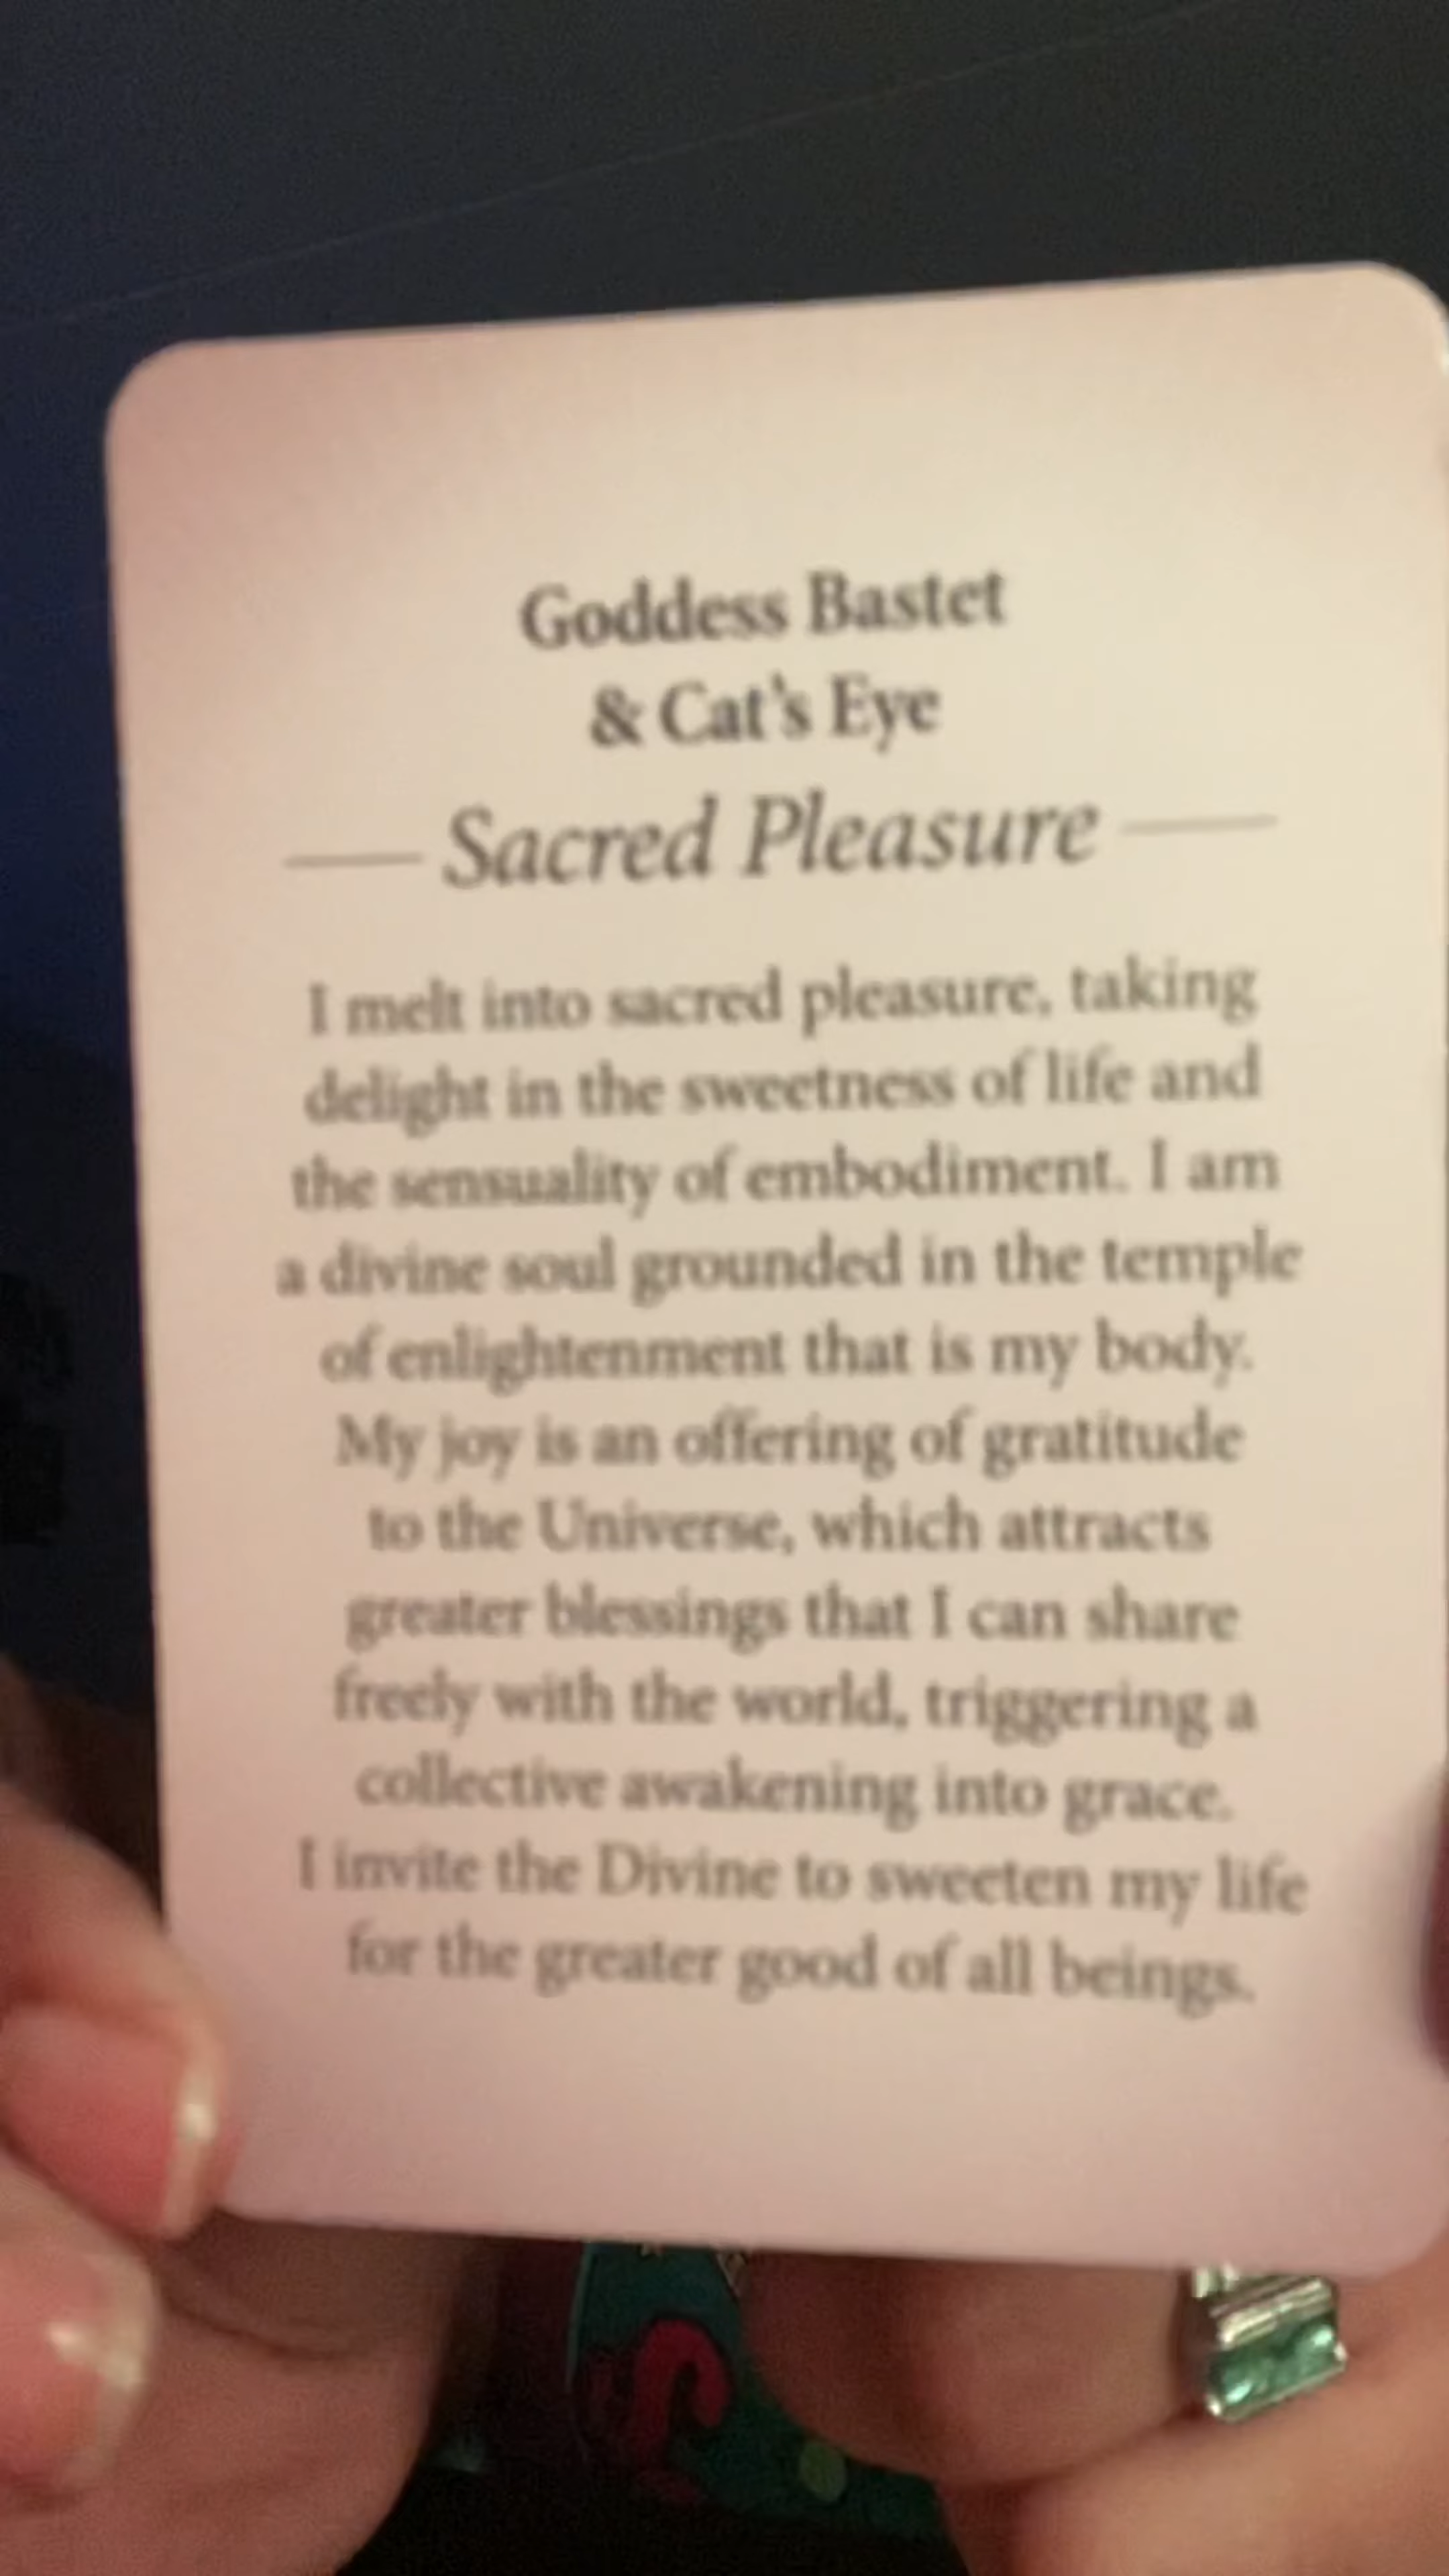 Goddess Bastet
& Cat's Eye
Sacred Pleasure
I melt into sacred pleasure, taking
delight in the sweetness of life and
the sensuality of embodiment. I am
a divine soul grounded in the temple
of enlightenment that is my body.
My joy is an offering of gratitude
to the Universe, which attracts
greater blessings that I can share
freely with the world, triggering a
collective awakening into grace.
I invite the Divine to sweeten my life
for the greater good of all beings.